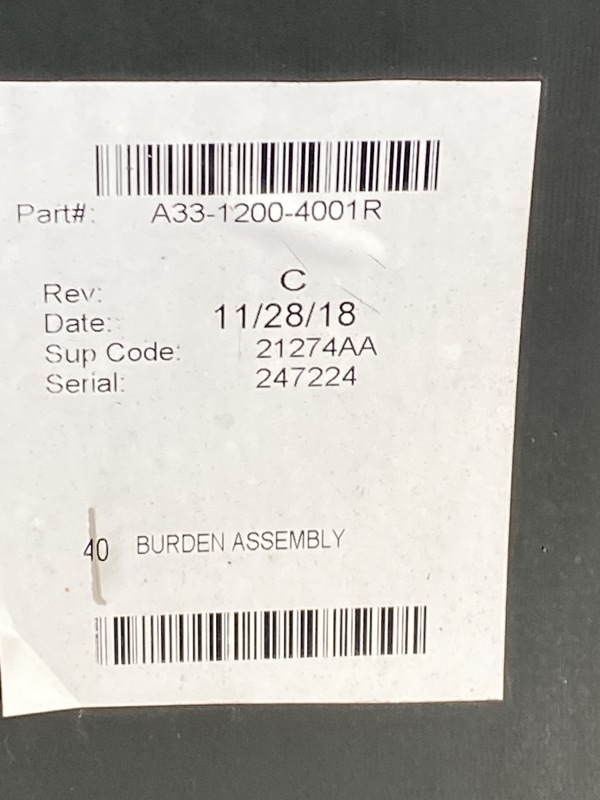 Part#: A33-1200-4001R
Rev: C
Date: 11/28/18
Sup Code: 21274AA
Serial: 247224
40 BURDEN ASSEMBLY